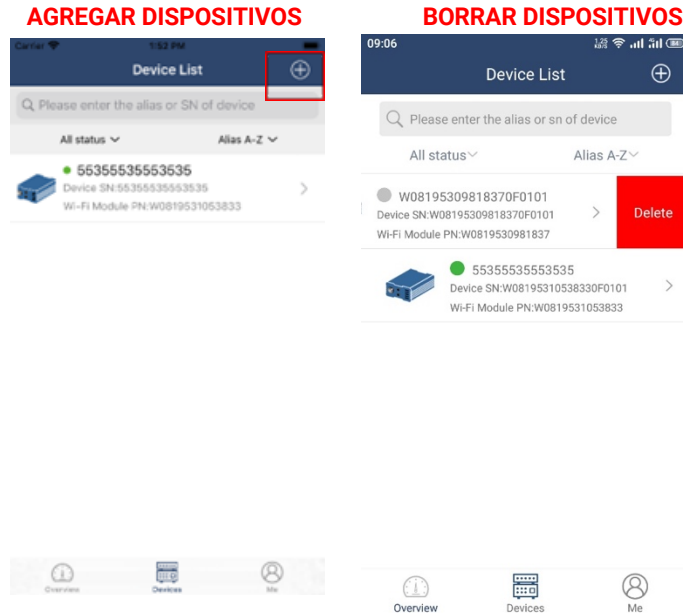 AGREGAR DISPOSITIVOS
Carrier 1:52 PM
Device List
Please enter the alias or SN of device
All status Alias A-Z
55355535553535
Device SN:55355535553535
Wi-Fi Module PN:W0819531053833
Overview Devices Me
BORRAR DISPOSITIVOS
09:06
Device List
Please enter the alias or sn of device
All status Alias A-Z
W08195309818370F0101
Device SN:W08195309818370F0101
Wi-Fi Module PN:W0819530981837
Delete
55355535553535
Device SN:W08195310538330F0101
Wi-Fi Module PN:W0819531053833
Overview Devices Me